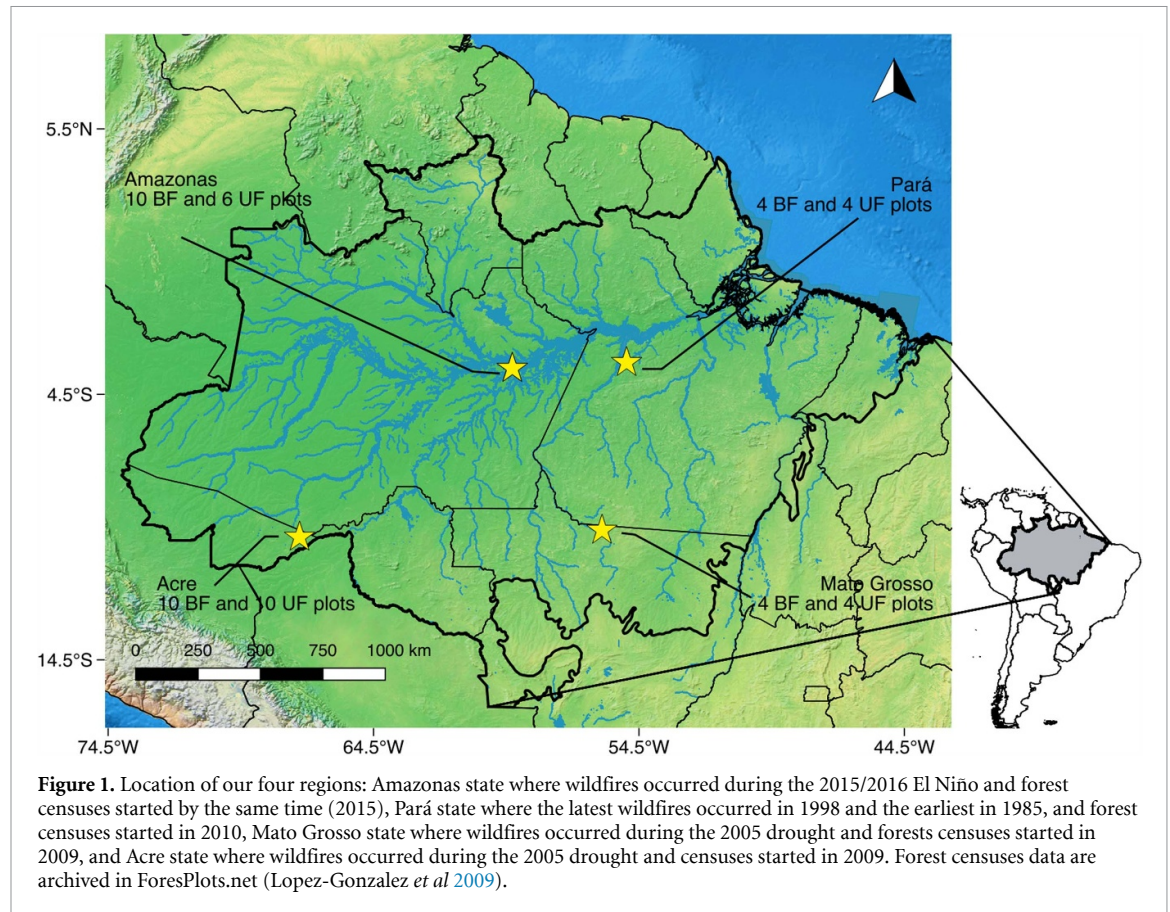 5.5°N
Amazonas
10 BF and 6 UF plots
Pará
4 BF and 4 UF plots
4.5°S
Acre
10 BF and 10 UF plots
Mato Grosso
4 BF and 4 UF plots
0 250 500 750 1000 km
14.5°S
74.5°W 64.5°W 54.5°W 44.5°W
Figure 1. Location of our four regions: Amazonas state where wildfires occurred during the 2015/2016 El Niño and forest
censuses started by the same time (2015), Pará state where the latest wildfires occurred in 1998 and the earliest in 1985, and forest
censuses started in 2010, Mato Grosso state where wildfires occurred during the 2005 drought and forests censuses started in
2009, and Acre state where wildfires occurred during the 2005 drought and censuses started in 2009. Forest censuses data are
archived in ForesPlots.net (Lopez-Gonzalez et al 2009).